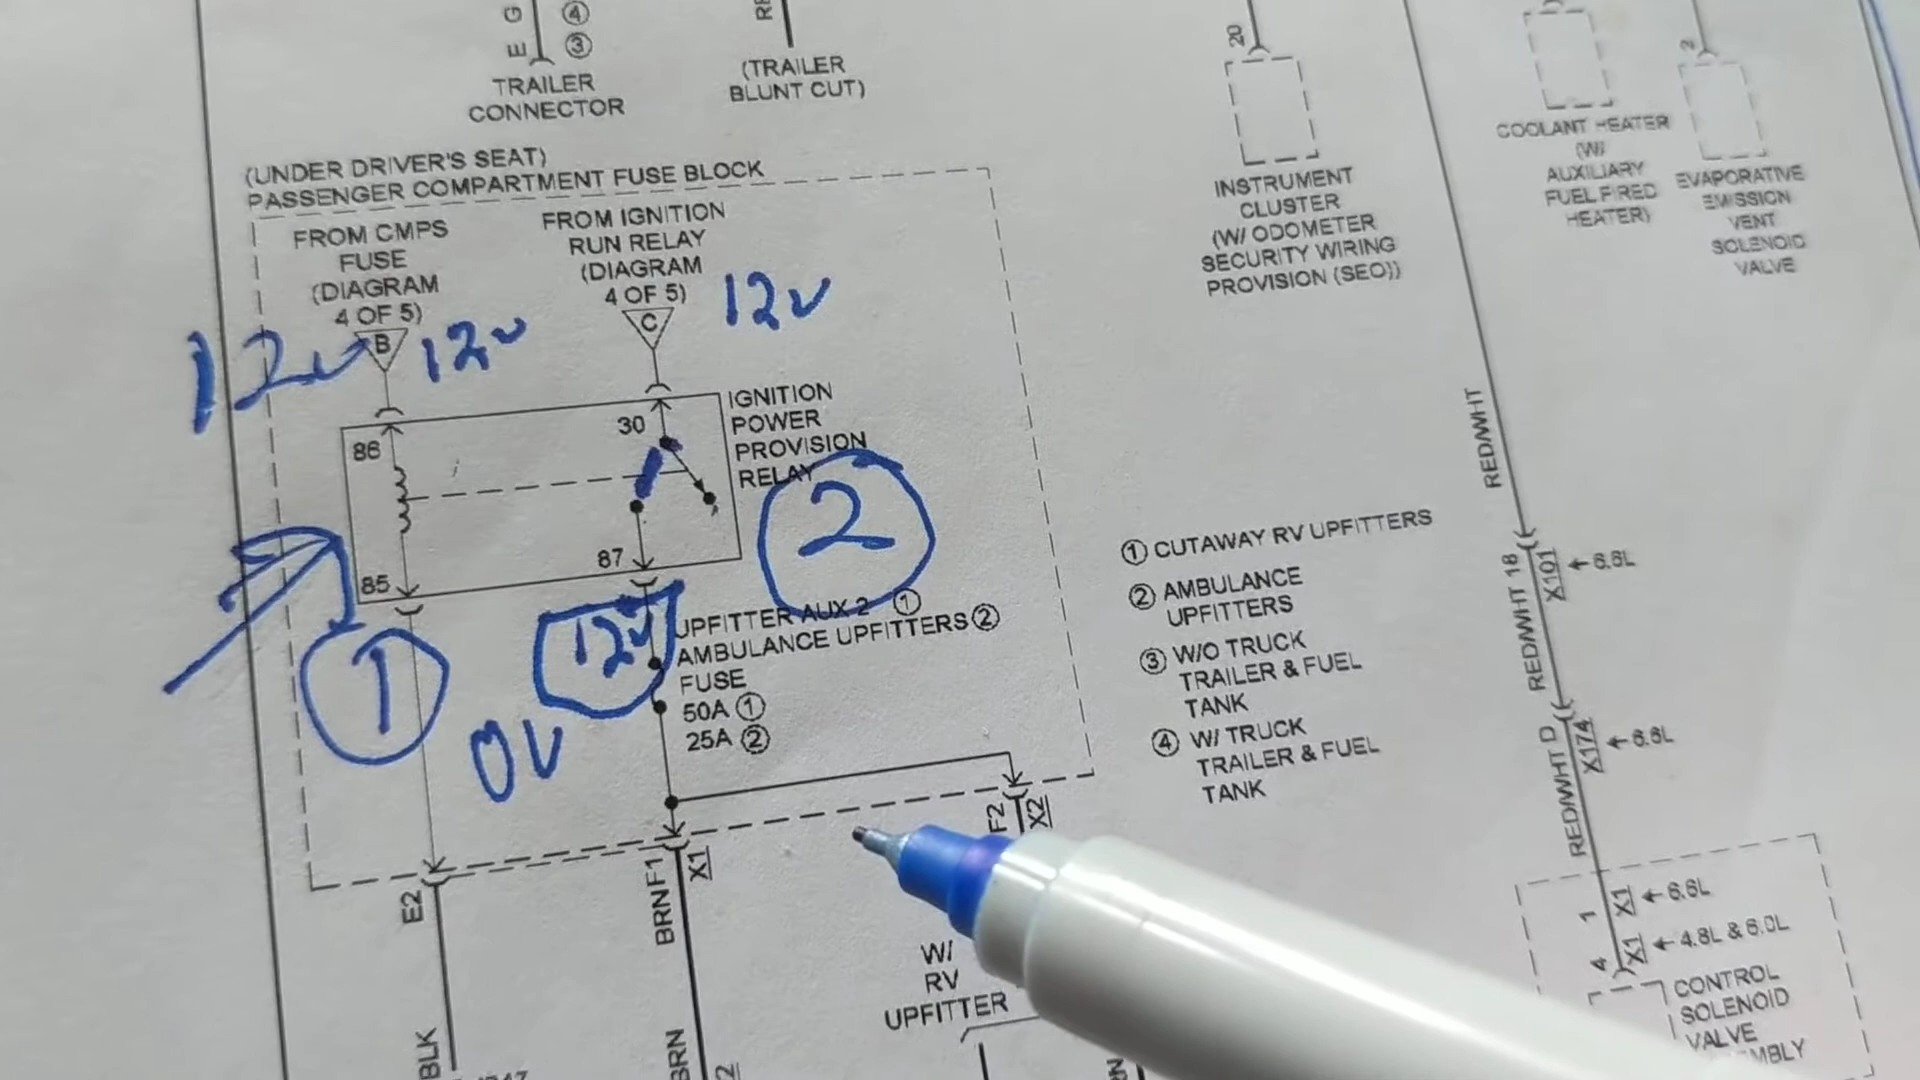 E
G
④
③
TRAILER
CONNECTOR
(TRAILER
BLUNT CUT)
(UNDER DRIVER'S SEAT)
PASSENGER COMPARTMENT FUSE BLOCK
FROM CMPS
FUSE
(DIAGRAM
4 OF 5)
B
12v
12v
FROM IGNITION
RUN RELAY
(DIAGRAM
4 OF 5)
C
12v
86
85
30
87
IGNITION
POWER
PROVISION
RELAY
1
2
12v
0V
UPFITTER AUX 2 ①
AMBULANCE UPFITTERS ②
FUSE
50A ①
25A ②
E2
BLK
F1
X1
BRN
BRN
2
F2
X2
W/
RV
UPFITTER
20
INSTRUMENT
CLUSTER
(W/ ODOMETER
SECURITY WIRING
PROVISION (SEO))
① CUTAWAY RV UPFITTERS
② AMBULANCE
UPFITTERS
③ W/O TRUCK
TRAILER & FUEL
TANK
④ W/ TRUCK
TRAILER & FUEL
TANK
COOLANT HEATER
(W/
AUXILIARY
FUEL FIRED
HEATER)
2
EVAPORATIVE
EMISSION
VENT
SOLENOID
VALVE
RED/WHT
RED/WHT 18
X101
6.6L
RED/WHT D
X174
6.6L
RED/WHT
1
X1
6.6L
4
X1
4.8L & 6.0L
CONTROL
SOLENOID
VALVE